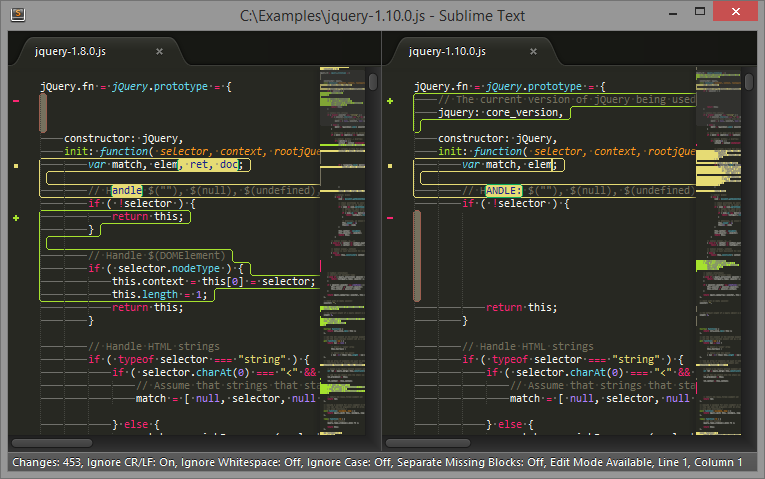 C:\Examples\jquery-1.10.0.js - Sublime Text
jquery-1.8.0.js
jQuery.fn = jQuery.prototype = {
constructor: jQuery,
init: function( selector, context, rootjQue
var match, elem, ret, doc;
// Handle $(""), $(null), $(undefined)
if ( !selector ) {
return this;
}
// Handle $(DOMElement)
if ( selector.nodeType ) {
this.context = this[0] = selector;
this.length = 1;
return this;
}
// Handle HTML strings
if ( typeof selector === "string" ) {
if ( selector.charAt(0) === "<" &&
// Assume that strings that sta
match = [ null, selector, null
} else {
jquery-1.10.0.js
jQuery.fn = jQuery.prototype = {
// The current version of jQuery being used
jquery: core_version,
constructor: jQuery,
init: function( selector, context, rootjQue
var match, elem;
// HANDLE: $(""), $(null), $(undefined)
if ( !selector ) {
return this;
}
// Handle HTML strings
if ( typeof selector === "string" ) {
if ( selector.charAt(0) === "<" &&
// Assume that strings that sta
match = [ null, selector, null
} else {
Changes: 453, Ignore CR/LF: On, Ignore Whitespace: Off, Ignore Case: Off, Separate Missing Blocks: Off, Edit Mode Available, Line 1, Column 1